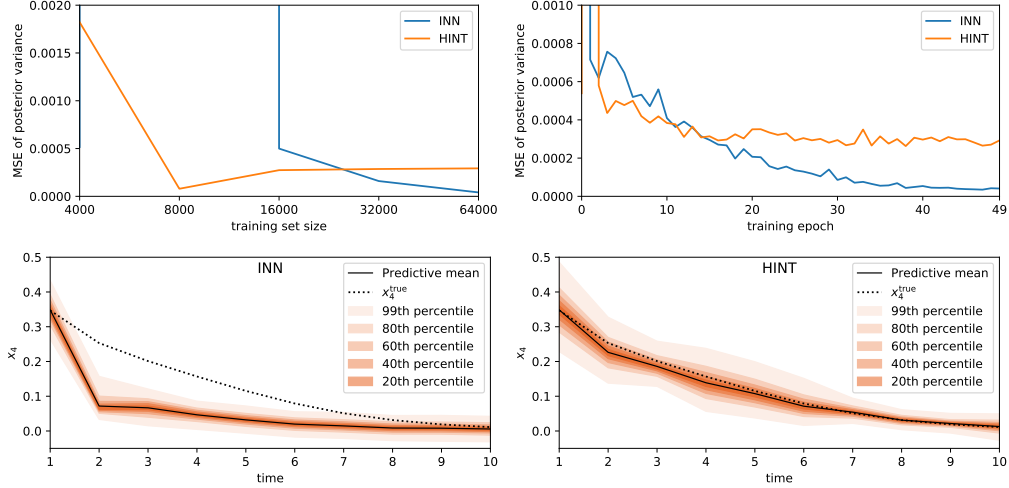 0.0020
0.0015
0.0010
0.0005
0.0000
MSE of posterior variance
INN
HINT
4000 8000 16000 32000 64000
training set size
0.0010
0.0008
0.0006
0.0004
0.0002
0.0000
MSE of posterior variance
INN
HINT
0 10 20 30 40 49
training epoch
INN
0.5
0.4
0.3
0.2
0.1
0.0
x₄
Predictive mean
x₄ᵗʳᵘᵉ
99th percentile
80th percentile
60th percentile
40th percentile
20th percentile
1 2 3 4 5 6 7 8 9 10
time
HINT
0.5
0.4
0.3
0.2
0.1
0.0
x₄
Predictive mean
x₄ᵗʳᵘᵉ
99th percentile
80th percentile
60th percentile
40th percentile
20th percentile
1 2 3 4 5 6 7 8 9 10
time